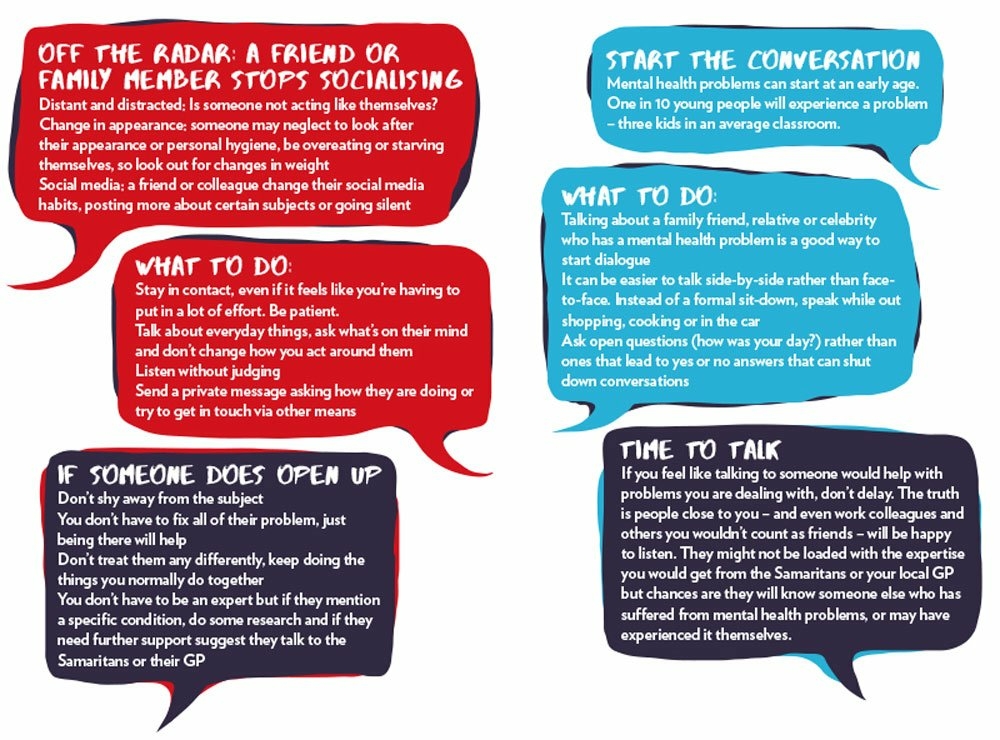 OFF THE RADAR: A FRIEND OR
FAMILY MEMBER STOPS SOCIALISING
Distant and distracted; Is someone not acting like themselves?
Change in appearance; someone may neglect to look after
their appearance or personal hygiene, be overeating or starving
themselves, so look out for changes in weight
Social media; a friend or colleague change their social media
habits, posting more about certain subjects or going silent
WHAT TO DO:
Stay in contact, even if it feels like you're having to
put in a lot of effort. Be patient.
Talk about everyday things, ask what's on their mind
and don't change how you act around them
Listen without judging
Send a private message asking how they are doing or
try to get in touch via other means
IF SOMEONE DOES OPEN UP
Don't shy away from the subject
You don't have to fix all of their problem, just
being there will help
Don't treat them any differently, keep doing the
things you normally do together
You don't have to be an expert but if they mention
a specific condition, do some research and if they
need further support suggest they talk to the
Samaritans or their GP
START THE CONVERSATION
Mental health problems can start at an early age.
One in 10 young people will experience a problem
– three kids in an average classroom.
WHAT TO DO:
Talking about a family friend, relative or celebrity
who has a mental health problem is a good way to
start dialogue
It can be easier to talk side-by-side rather than face-
to-face. Instead of a formal sit-down, speak while out
shopping, cooking or in the car
Ask open questions (how was your day?) rather than
ones that lead to yes or no answers that can shut
down conversations
TIME TO TALK
If you feel like talking to someone would help with
problems you are dealing with, don't delay. The truth
is people close to you – and even work colleagues and
others you wouldn't count as friends – will be happy
to listen. They might not be loaded with the expertise
you would get from the Samaritans or your local GP
but chances are they will know someone else who has
suffered from mental health problems, or may have
experienced it themselves.